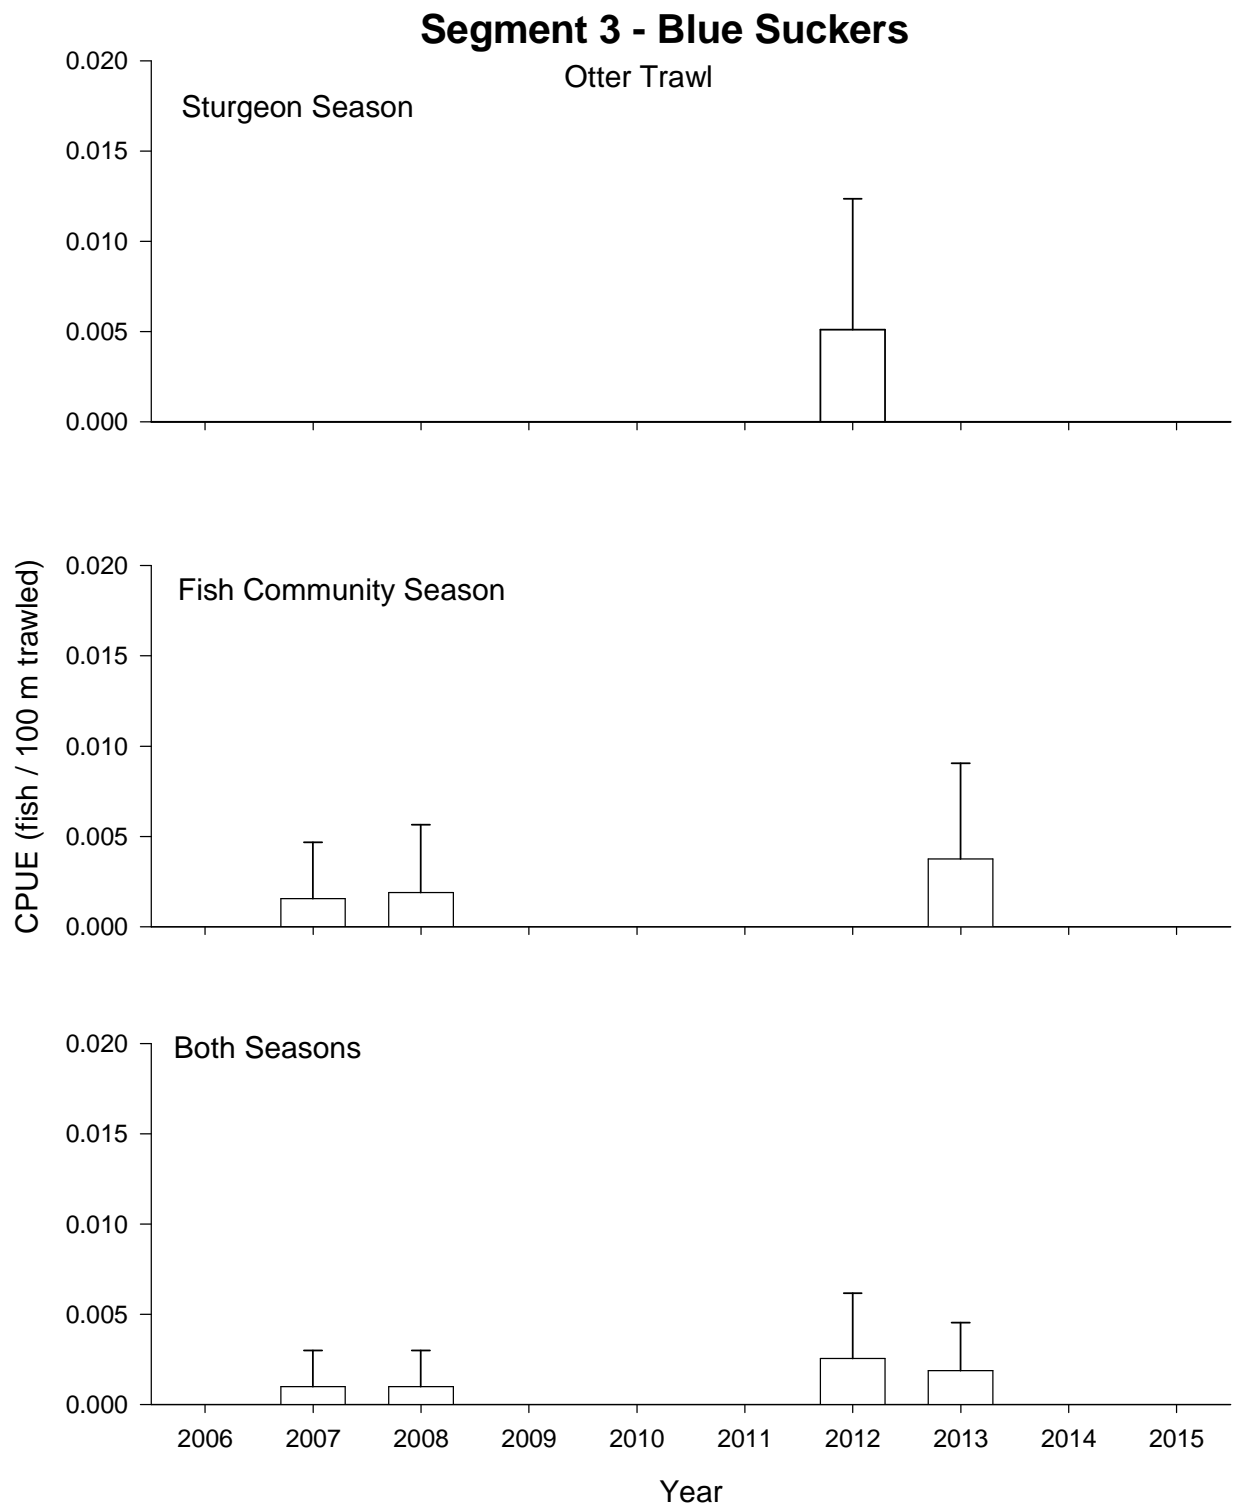 Segment 3 - Blue Suckers
Otter Trawl
Sturgeon Season
0.020
0.015
0.010
0.005
0.000
CPUE (fish / 100 m trawled)
Fish Community Season
0.020
0.015
0.010
0.005
0.000
Both Seasons
0.020
0.015
0.010
0.005
0.000
2006 2007 2008 2009 2010 2011 2012 2013 2014 2015
Year